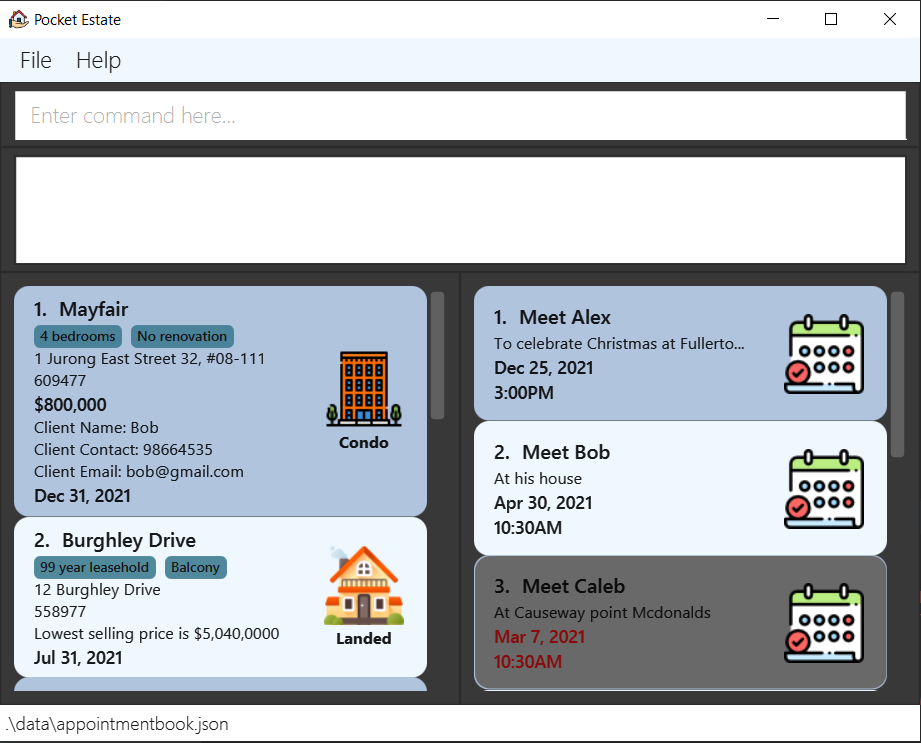 Pocket Estate
File Help
Enter command here...
1. Mayfair
4 bedrooms No renovation
1 Jurong East Street 32, #08-111
609477
$800,000
Client Name: Bob
Client Contact: 98664535
Client Email: bob@gmail.com
Dec 31, 2021
Condo
2. Burghley Drive
99 year leasehold Balcony
12 Burghley Drive
558977
Lowest selling price is $5,040,0000
Jul 31, 2021
Landed
1. Meet Alex
To celebrate Christmas at Fullerto...
Dec 25, 2021
3:00PM
2. Meet Bob
At his house
Apr 30, 2021
10:30AM
3. Meet Caleb
At Causeway point Mcdonalds
Mar 7, 2021
10:30AM
.\data\appointmentbook.json